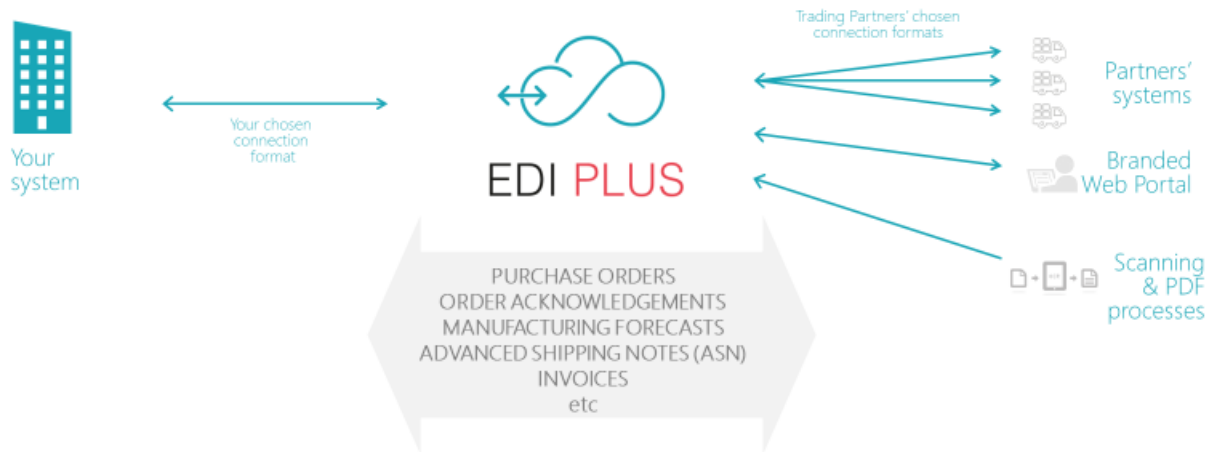 Trading Partners' chosen
connection formats
Partners'
systems
Your chosen
connection
format
Your
system
EDI PLUS
Branded
Web Portal
Scanning
& PDF
processes
PURCHASE ORDERS
ORDER ACKNOWLEDGEMENTS
MANUFACTURING FORECASTS
ADVANCED SHIPPING NOTES (ASN)
INVOICES
etc